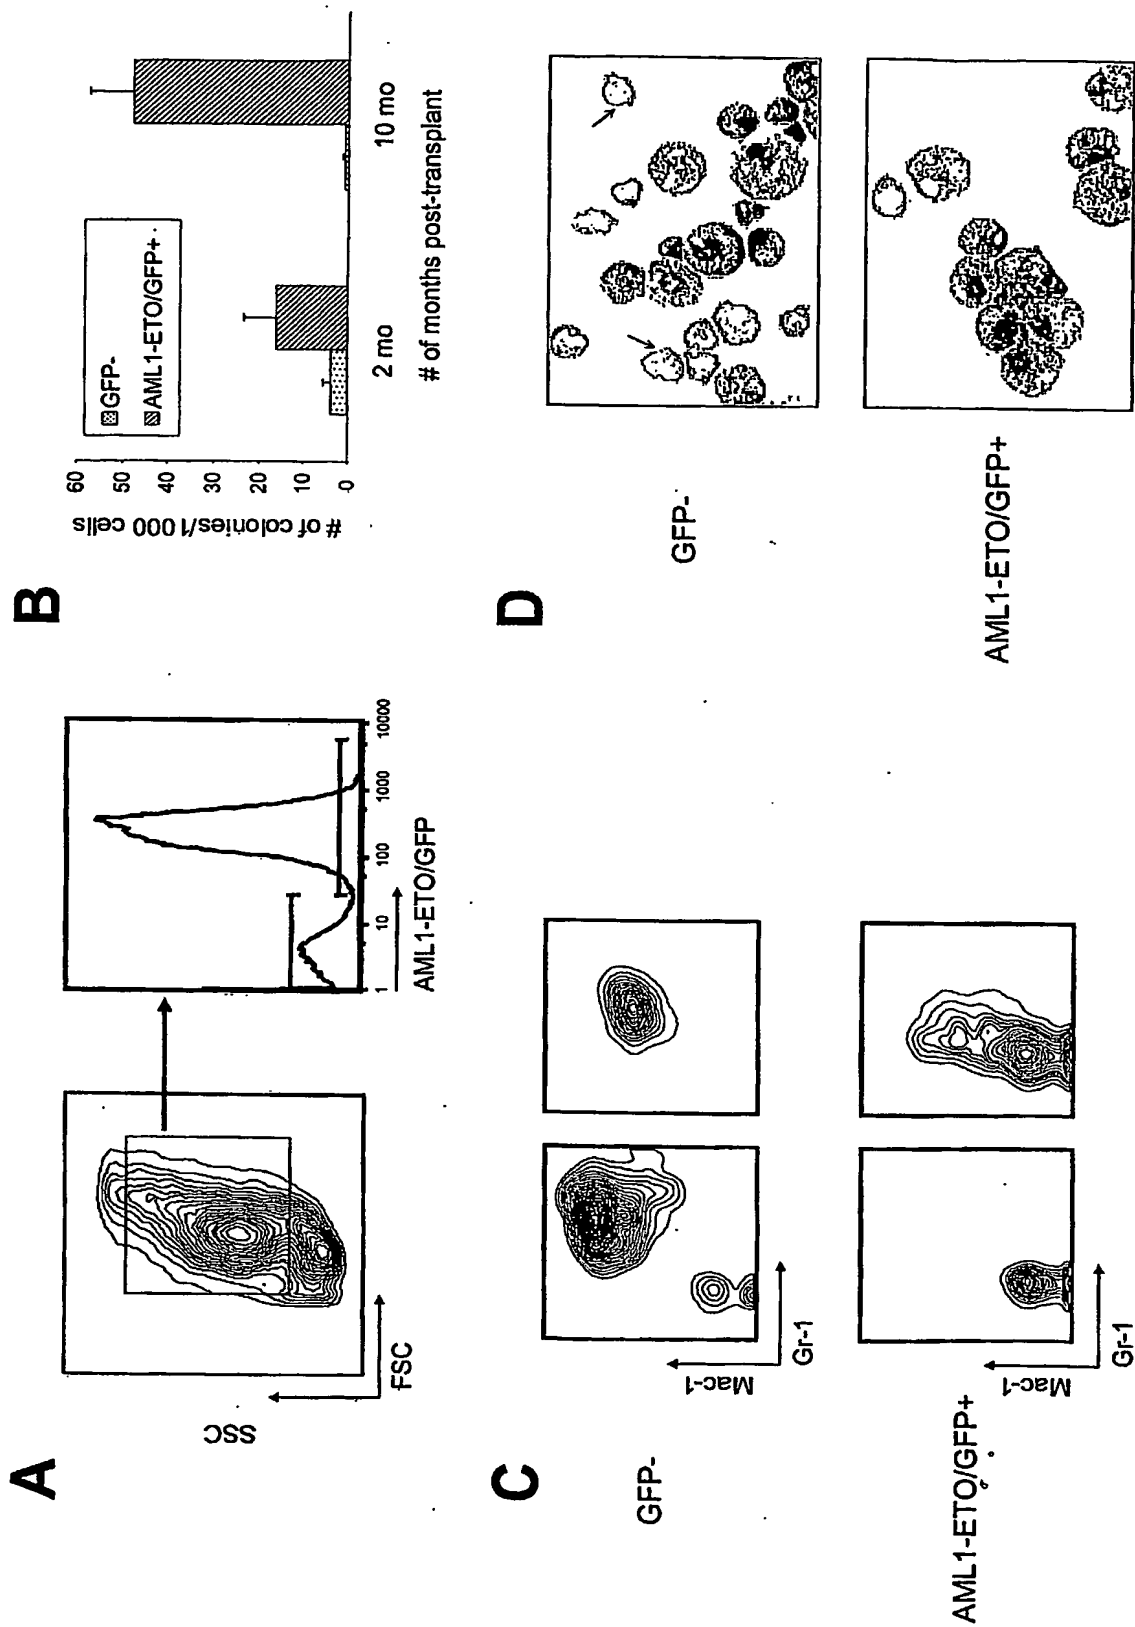 A
SSC
FSC
1
10
100
1000
10000
AML1-ETO/GFP
B
# of colonies/1000 cells
60
50
40
30
20
10
0
GFP-
AML1-ETO/GFP+
2 mo
10 mo
# of months post-transplant
C
GFP-
Mac-1
Gr-1
AML1-ETO/GFP+
Mac-1
Gr-1
D
GFP-
AML1-ETO/GFP+